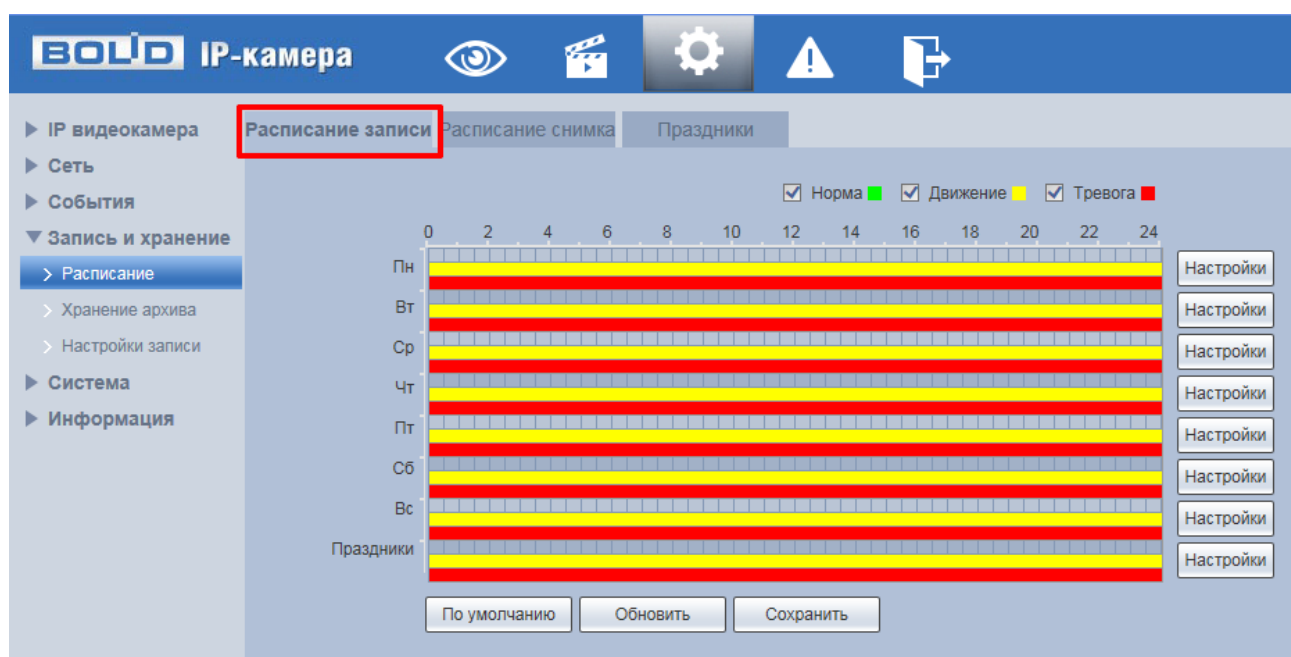 BOLID IP-камера
IP видеокамера
Сеть
События
Запись и хранение
Расписание
Хранение архива
Настройки записи
Система
Информация
Расписание записи Расписание снимка Праздники
Норма Движение Тревога
0 2 4 6 8 10 12 14 16 18 20 22 24
Пн Настройки
Вт Настройки
Ср Настройки
Чт Настройки
Пт Настройки
Сб Настройки
Вс Настройки
Праздники Настройки
По умолчанию Обновить Сохранить